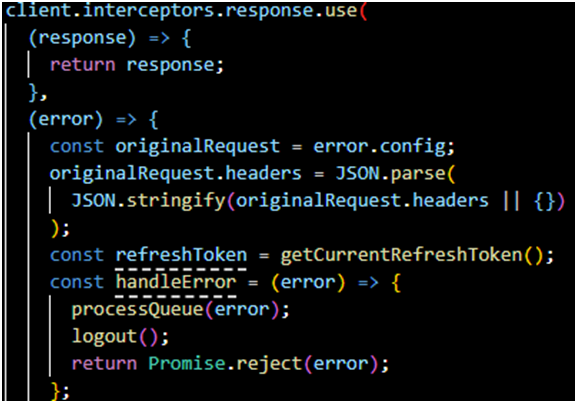 client.interceptors.response.use(
(response) => {
return response;
},
(error) => {
const originalRequest = error.config;
originalRequest.headers = JSON.parse(
JSON.stringify(originalRequest.headers || {})
);
const refreshToken = getCurrentRefreshToken();
const handleError = (error) => {
processQueue(error);
logout();
return Promise.reject(error);
};